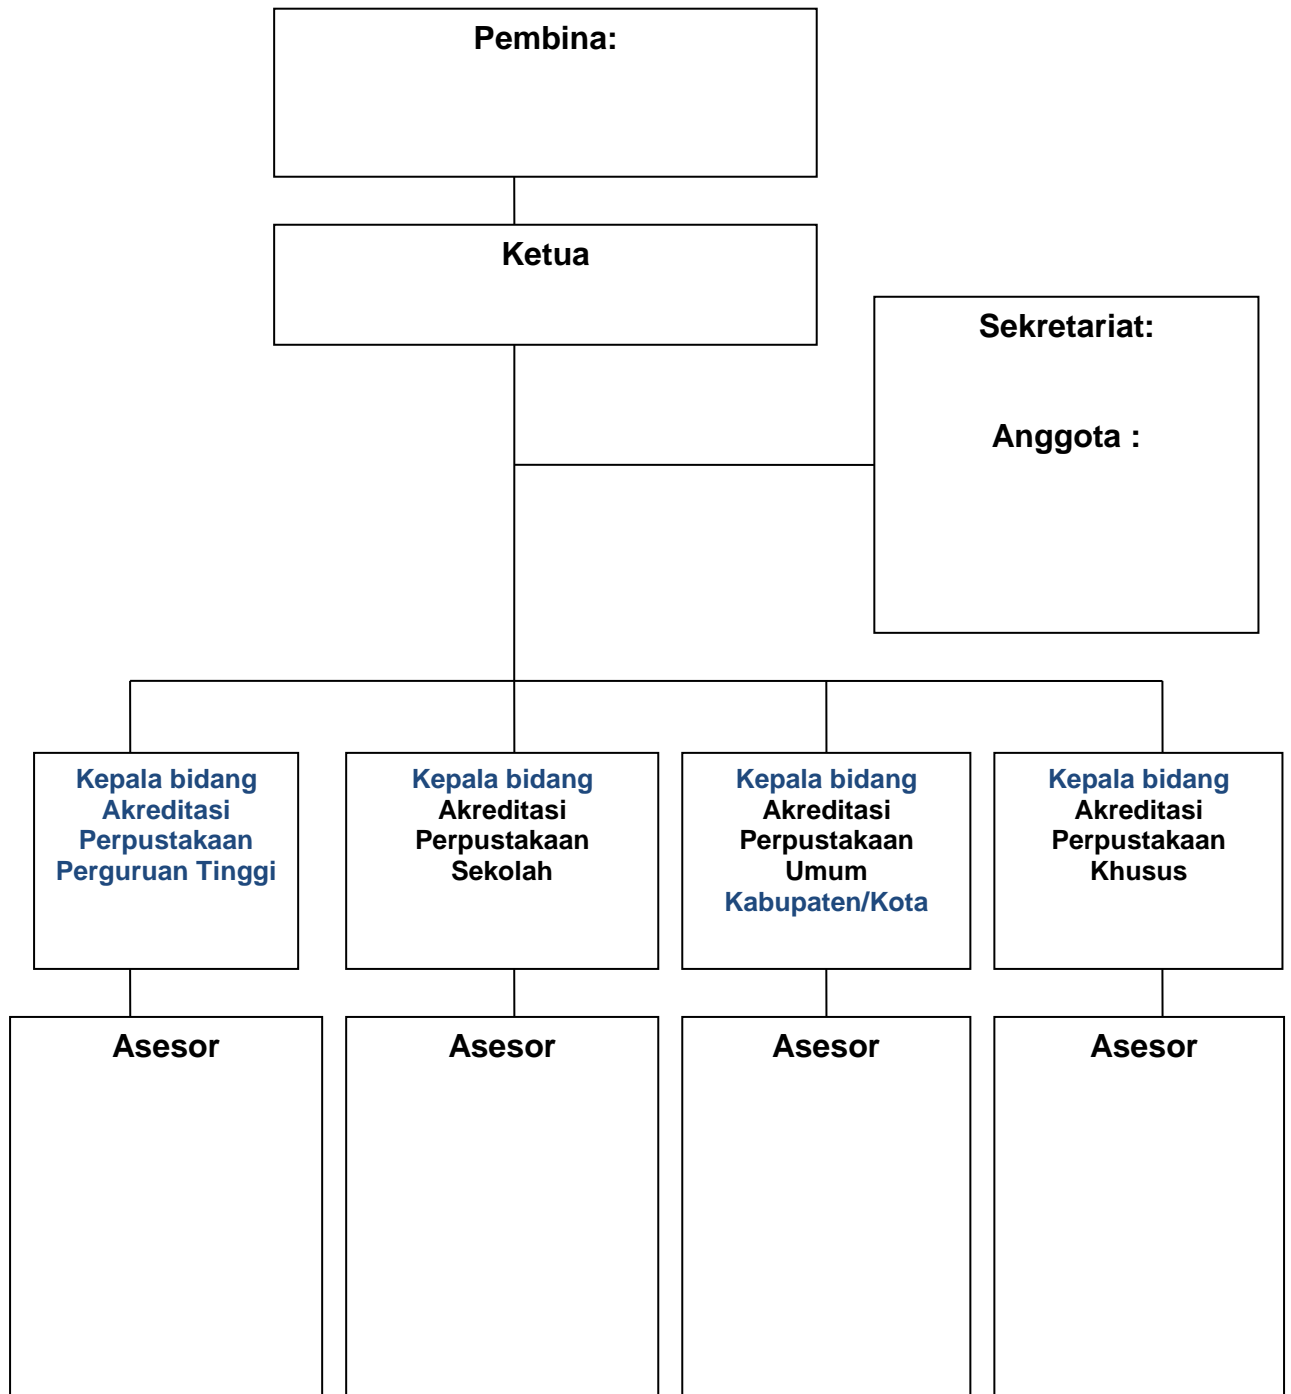 Pembina:
Ketua
Sekretariat:
Anggota :
Kepala bidang
Akreditasi
Perpustakaan
Perguruan Tinggi
Kepala bidang
Akreditasi
Perpustakaan
Sekolah
Kepala bidang
Akreditasi
Perpustakaan
Umum
Kabupaten/Kota
Kepala bidang
Akreditasi
Perpustakaan
Khusus
Asesor
Asesor
Asesor
Asesor